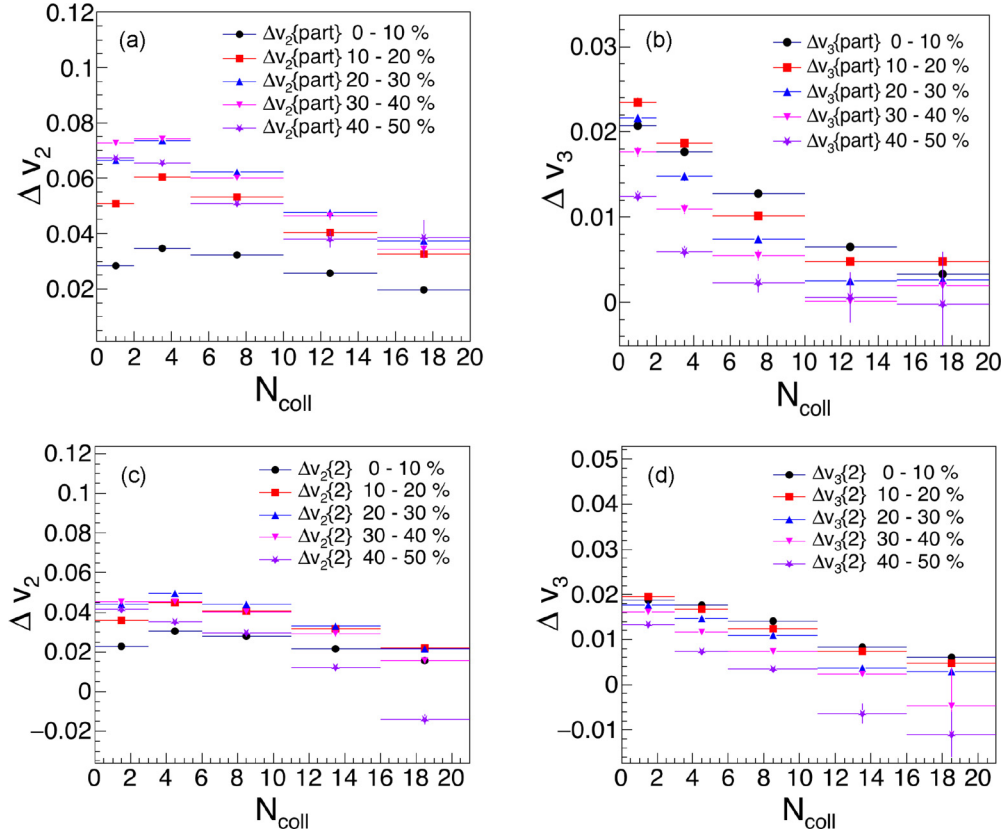 (a)
Δv₂{part} 0 - 10 %
Δv₂{part} 10 - 20 %
Δv₂{part} 20 - 30 %
Δv₂{part} 30 - 40 %
Δv₂{part} 40 - 50 %
0.12
0.1
0.08
0.06
0.04
0.02
Δ v₂
0 2 4 6 8 10 12 14 16 18 20
N_coll
(b)
Δv₃{part} 0 - 10 %
Δv₃{part} 10 - 20 %
Δv₃{part} 20 - 30 %
Δv₃{part} 30 - 40 %
Δv₃{part} 40 - 50 %
0.03
0.02
0.01
0
Δ v₃
0 2 4 6 8 10 12 14 16 18 20
N_coll
(c)
Δv₂{2} 0 - 10 %
Δv₂{2} 10 - 20 %
Δv₂{2} 20 - 30 %
Δv₂{2} 30 - 40 %
Δv₂{2} 40 - 50 %
0.12
0.1
0.08
0.06
0.04
0.02
0
−0.02
Δ v₂
0 2 4 6 8 10 12 14 16 18 20
N_coll
(d)
Δv₃{2} 0 - 10 %
Δv₃{2} 10 - 20 %
Δv₃{2} 20 - 30 %
Δv₃{2} 30 - 40 %
Δv₃{2} 40 - 50 %
0.05
0.04
0.03
0.02
0.01
0
−0.01
Δ v₃
0 2 4 6 8 10 12 14 16 18 20
N_coll